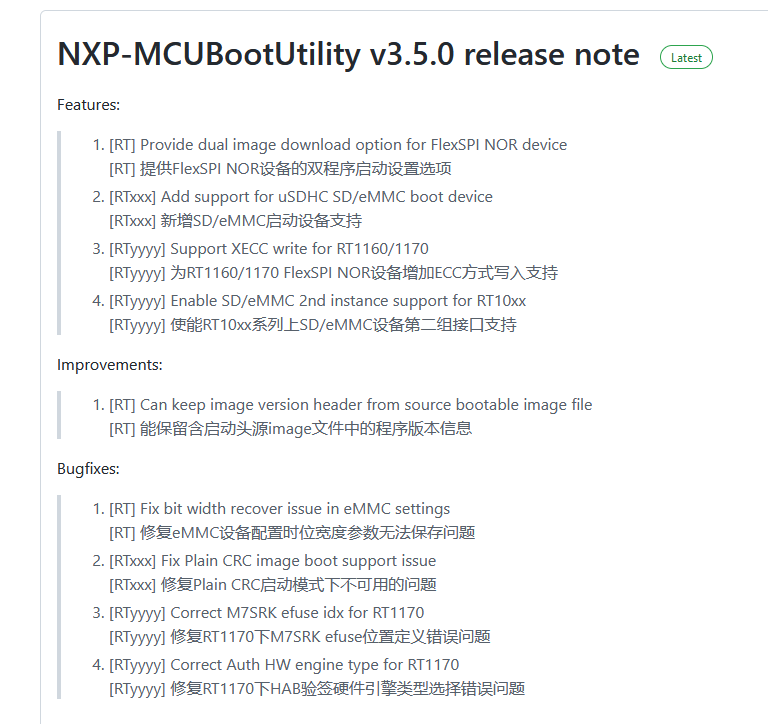 NXP-MCUBootUtility v3.5.0 release note Latest
Features:
1. [RT] Provide dual image download option for FlexSPI NOR device
[RT] 提供FlexSPI NOR设备的双程序启动设置选项
2. [RTxxx] Add support for uSDHC SD/eMMC boot device
[RTxxx] 新增SD/eMMC启动设备支持
3. [RTyyyy] Support XECC write for RT1160/1170
[RTyyyy] 为RT1160/1170 FlexSPI NOR设备增加ECC方式写入支持
4. [RTyyyy] Enable SD/eMMC 2nd instance support for RT10xx
[RTyyyy] 使能RT10xx系列上SD/eMMC设备第二组接口支持
Improvements:
1. [RT] Can keep image version header from source bootable image file
[RT] 能保留含启动头源image文件中的程序版本信息
Bugfixes:
1. [RT] Fix bit width recover issue in eMMC settings
[RT] 修复eMMC设备配置时位宽度参数无法保存问题
2. [RTxxx] Fix Plain CRC image boot support issue
[RTxxx] 修复Plain CRC启动模式下不可用的问题
3. [RTyyyy] Correct M7SRK efuse idx for RT1170
[RTyyyy] 修复RT1170下M7SRK efuse位置定义错误问题
4. [RTyyyy] Correct Auth HW engine type for RT1170
[RTyyyy] 修复RT1170下HAB验签硬件引擎类型选择错误问题